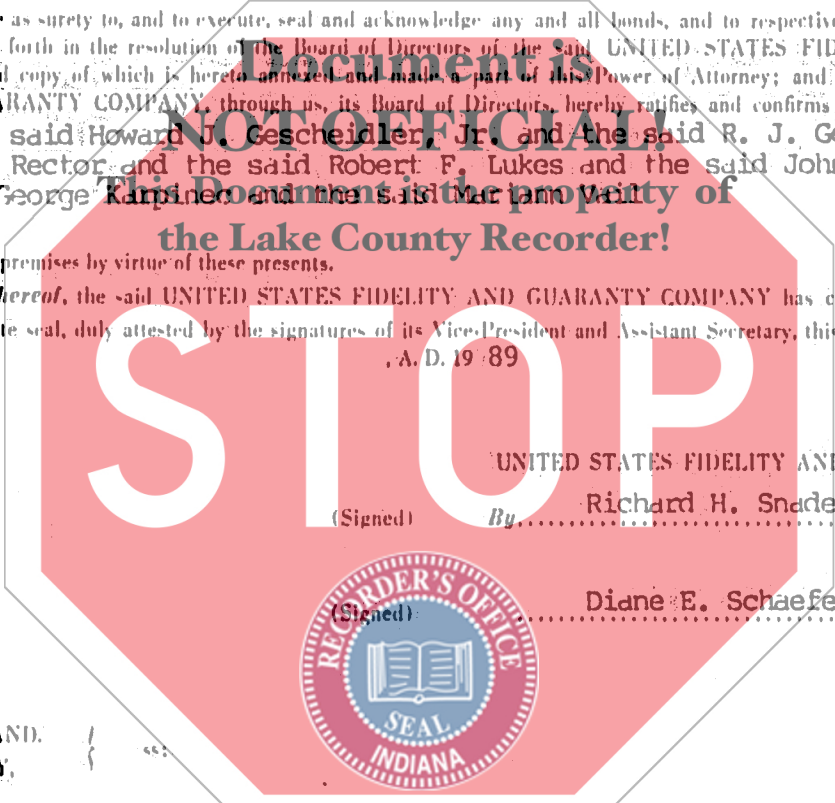 as surety to, and to execute, seal and acknowledge any and all bonds, and to respective
forth in the resolution of the Board of Directors of the said UNITED STATES FID
copy of which is hereto annexed and made a part of this Power of Attorney; and
RANTY COMPANY, through us, its Board of Directors, hereby ratifies and confirms
said Howard J. Gescheidler, Jr. and the said R. J. G
Rector and the said Robert F. Lukes and the said John
George Karpinec and the said Mariam Vail
Document is
NOT OFFICIAL!
This Document is the property of
the Lake County Recorder!
premises by virtue of these presents.
hereof, the said UNITED STATES FIDELITY AND GUARANTY COMPANY has c
te seal, duly attested by the signatures of its Vice-President and Assistant Secretary, this
, A. D. 19 89
STOP
UNITED STATES FIDELITY AN
(Signed) By Richard H. Snade
(Signed) Diane E. Schaefe
RECORDER'S OFFICE
SEAL
INDIANA
AND. ss: